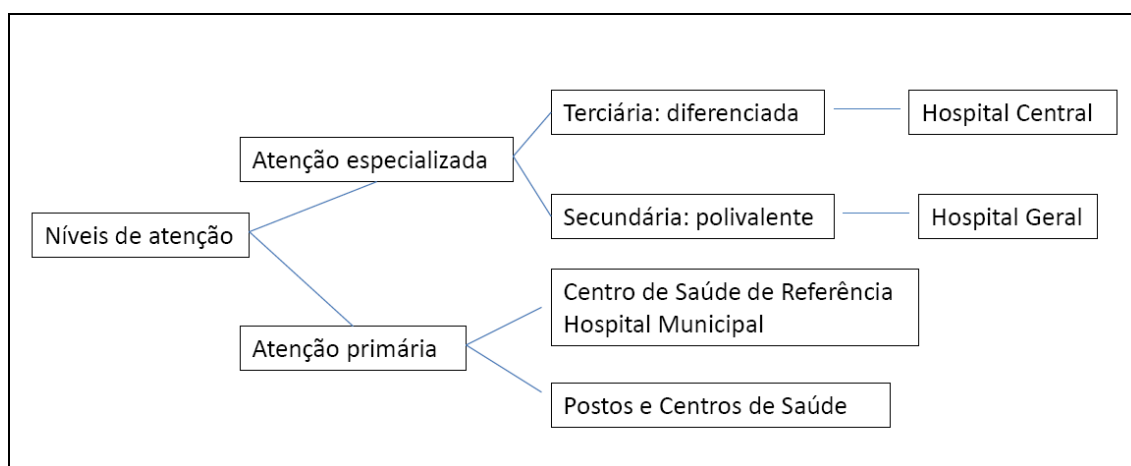 Níveis de atenção
Atenção especializada
Terciária: diferenciada
Hospital Central
Secundária: polivalente
Hospital Geral
Atenção primária
Centro de Saúde de Referência
Hospital Municipal
Postos e Centros de Saúde